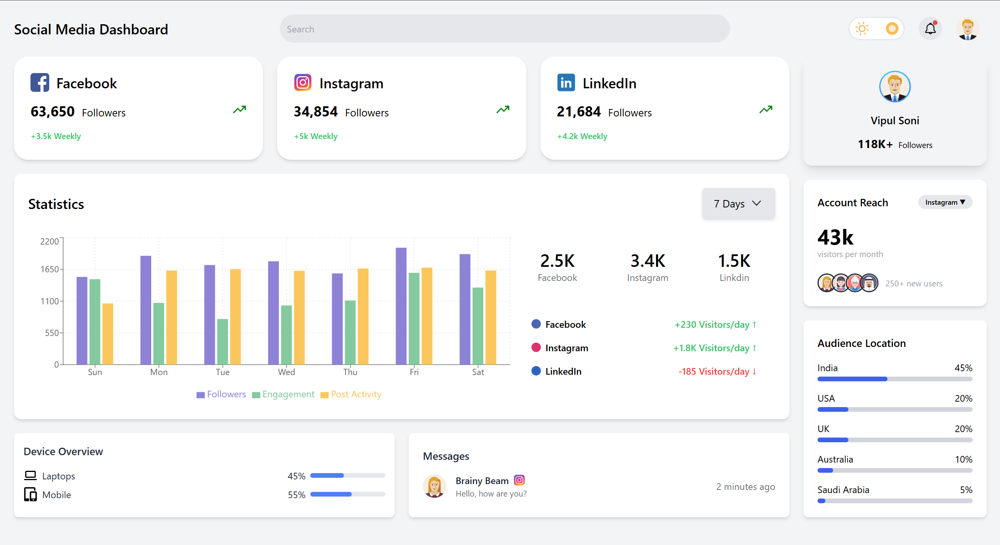 Social Media Dashboard
Search
Facebook
63,650 Followers
+3.5k Weekly
Instagram
34,854 Followers
+5k Weekly
LinkedIn
21,684 Followers
+4.2k Weekly
Vipul Soni
118K+ Followers
Statistics
7 Days
2200
1650
1100
550
0
Sun Mon Tue Wed Thu Fri Sat
Followers Engagement Post Activity
2.5K
Facebook
3.4K
Instagram
1.5K
Linkdin
Facebook +230 Visitors/day ↑
Instagram +1.8K Visitors/day ↑
LinkedIn -185 Visitors/day ↓
Account Reach
Instagram ▼
43k
visitors per month
250+ new users
Audience Location
India 45%
USA 20%
UK 20%
Australia 10%
Saudi Arabia 5%
Device Overview
Laptops 45%
Mobile 55%
Messages
Brainy Beam
Hello, how are you?
2 minutes ago